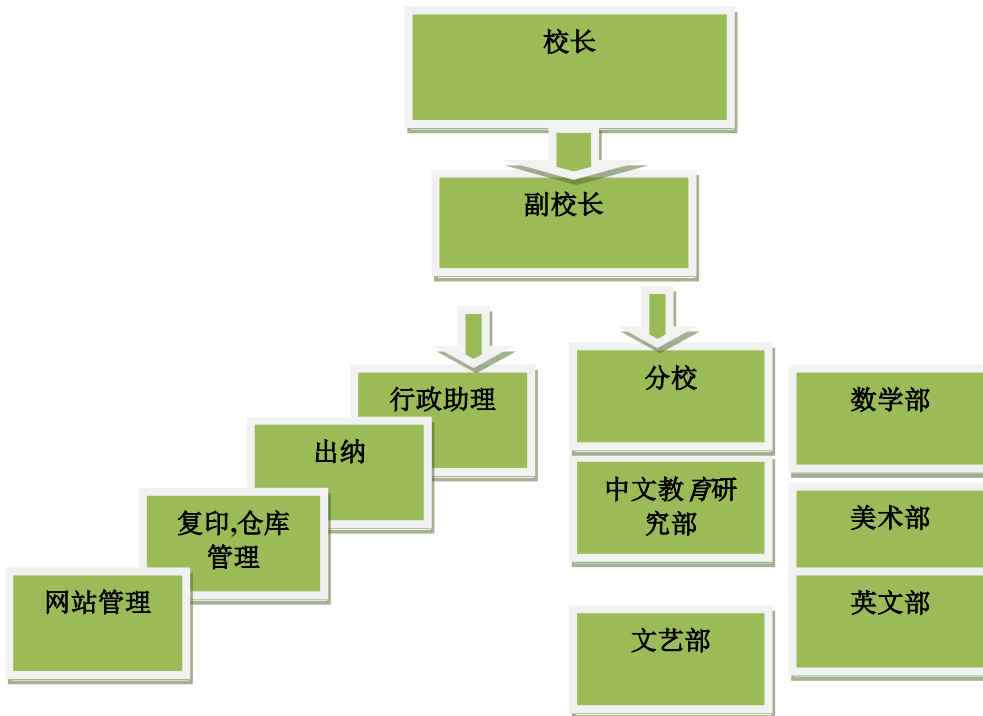 校长
副校长
分校
行政助理
数学部
出纳
中文教育研
究部
复印,仓库
管理
美术部
网站管理
英文部
文艺部